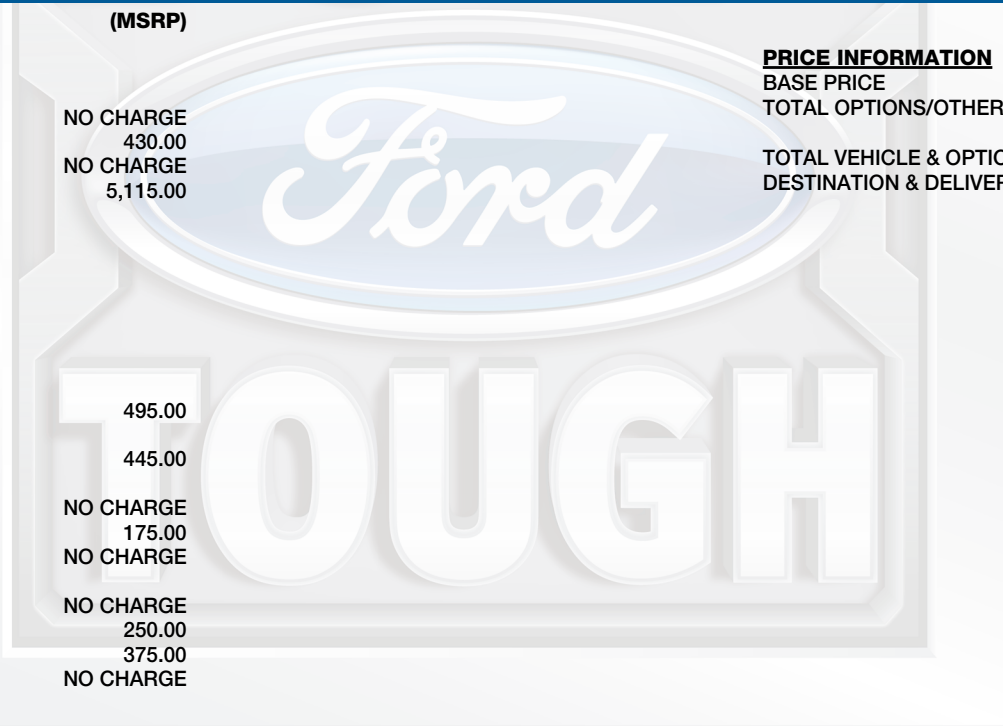 (MSRP)
NO CHARGE
430.00
NO CHARGE
5,115.00
495.00
445.00
NO CHARGE
175.00
NO CHARGE
NO CHARGE
250.00
375.00
NO CHARGE
PRICE INFORMATION
BASE PRICE
TOTAL OPTIONS/OTHER
TOTAL VEHICLE & OPTIO
DESTINATION & DELIVER
Ford
TOUGH